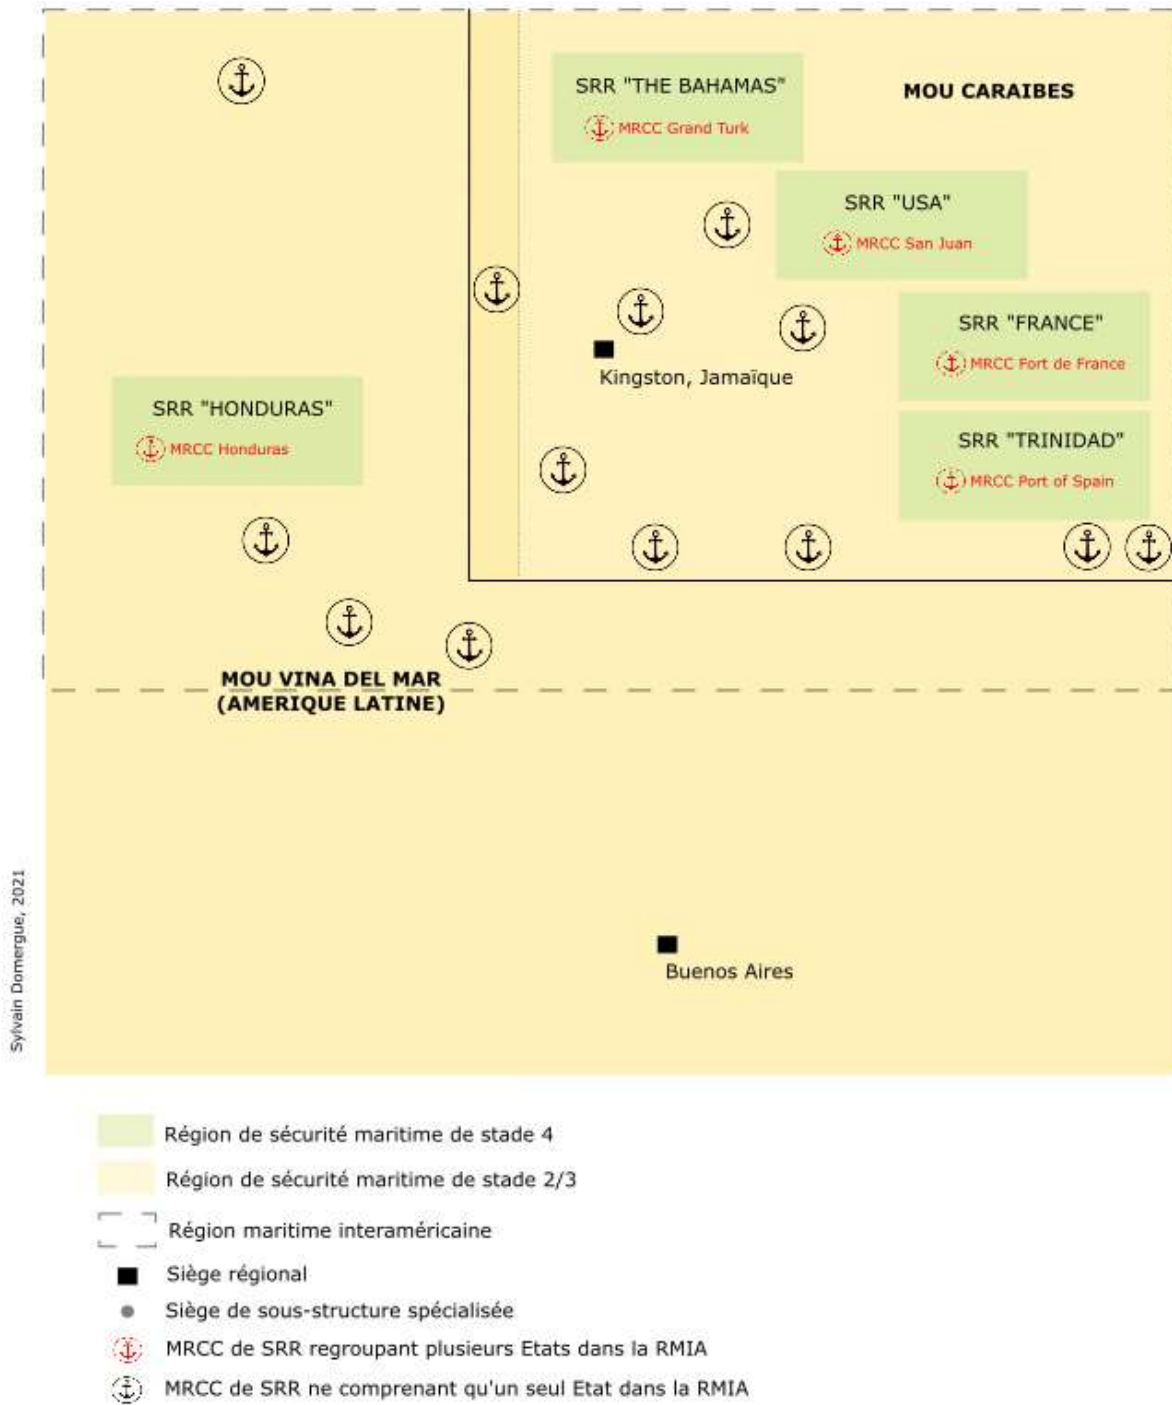 SRR "THE BAHAMAS"
MRCC Grand Turk
MOU CARAIBES
SRR "USA"
MRCC San Juan
SRR "FRANCE"
MRCC Fort de France
Kingston, Jamaïque
SRR "HONDURAS"
MRCC Honduras
SRR "TRINIDAD"
MRCC Port of Spain
MOU VINA DEL MAR
(AMERIQUE LATINE)
Buenos Aires
Sylvain Domergue, 2021
Région de sécurité maritime de stade 4
Région de sécurité maritime de stade 2/3
Région maritime interaméricaine
Siège régional
Siège de sous-structure spécialisée
MRCC de SRR regroupant plusieurs Etats dans la RMIA
MRCC de SRR ne comprenant qu'un seul Etat dans la RMIA